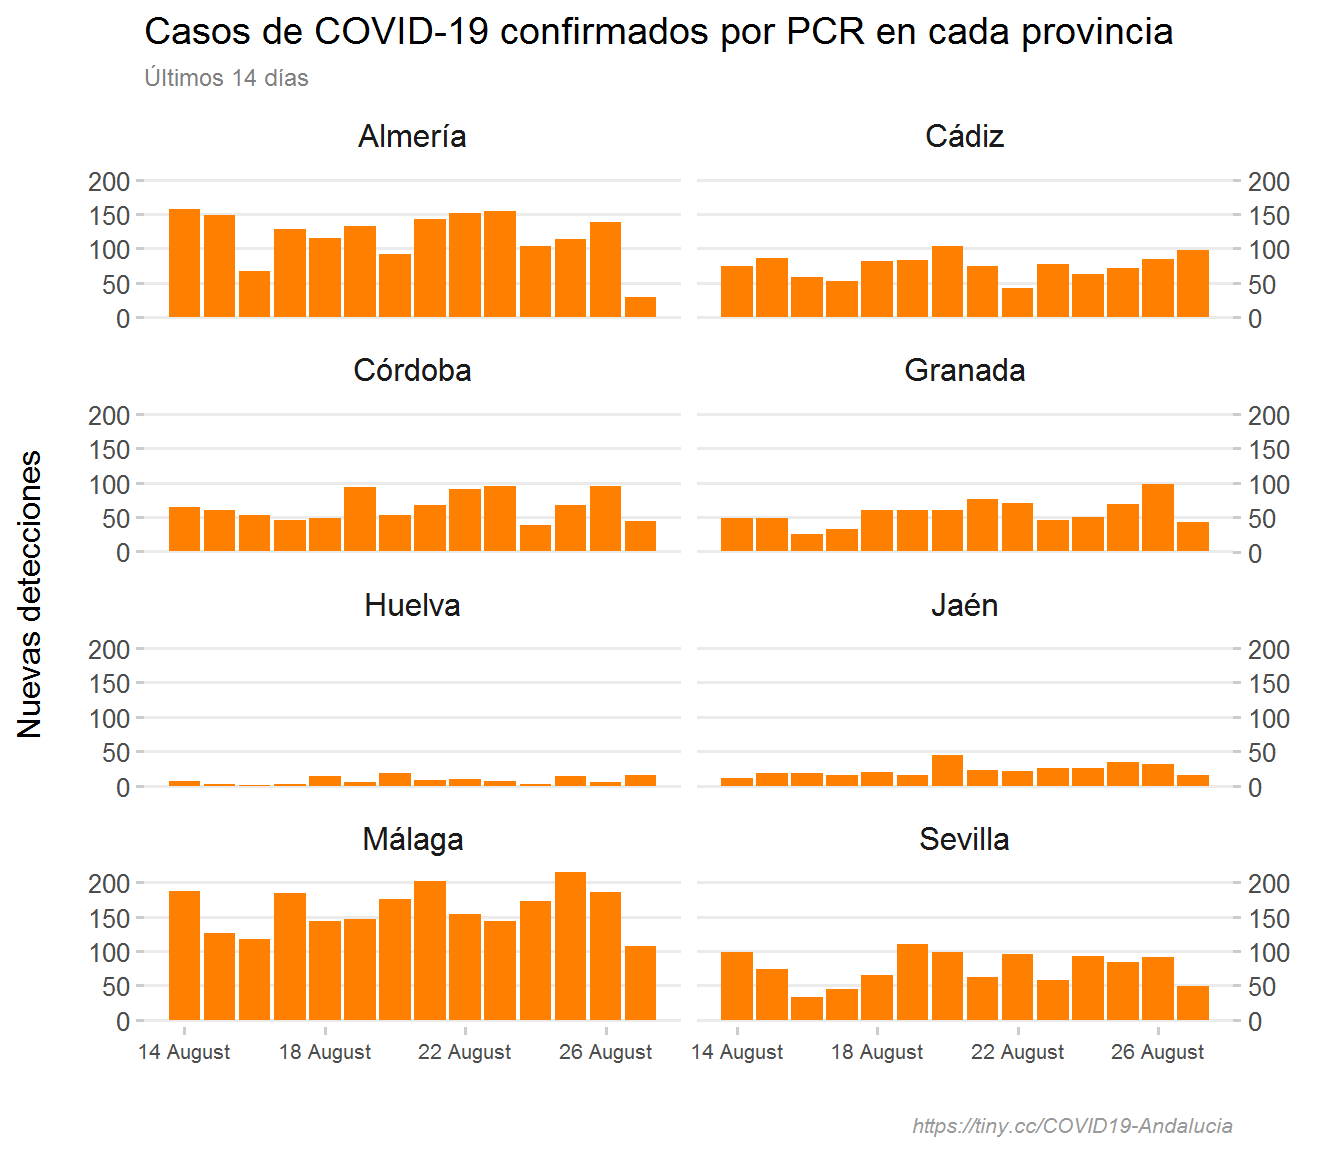 Casos de COVID-19 confirmados por PCR en cada provincia
Últimos 14 días
Nuevas detecciones
Almería
Cádiz
200
150
100
50
0
200
150
100
50
0
Córdoba
Granada
200
150
100
50
0
200
150
100
50
0
Huelva
Jaén
200
150
100
50
0
200
150
100
50
0
Málaga
Sevilla
200
150
100
50
0
200
150
100
50
0
14 August 18 August 22 August 26 August
14 August 18 August 22 August 26 August
https://tiny.cc/COVID19-Andalucia